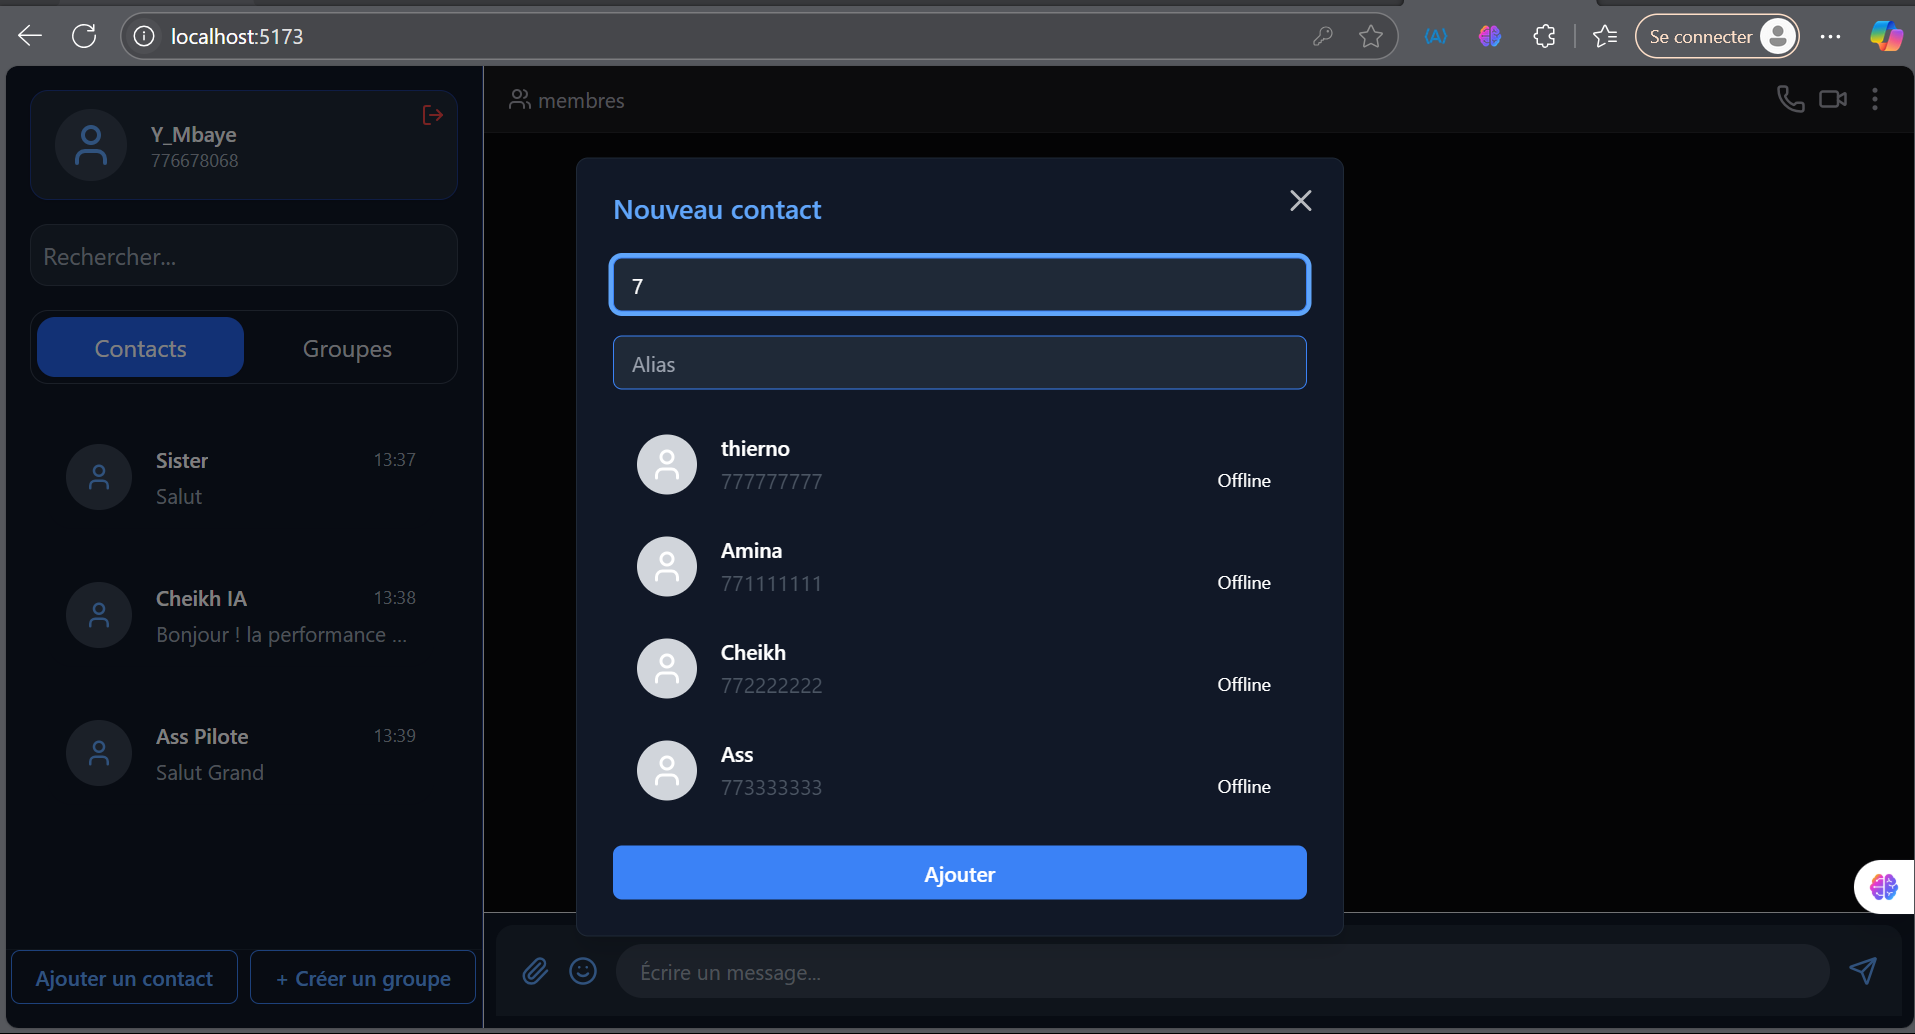 localhost:5173
Se connecter
Y_Mbaye
776678068
Rechercher...
Contacts
Groupes
Sister
13:37
Salut
Cheikh IA
13:38
Bonjour ! la performance ...
Ass Pilote
13:39
Salut Grand
Ajouter un contact
+ Créer un groupe
membres
Nouveau contact
7
Alias
thierno
777777777
Offline
Amina
771111111
Offline
Cheikh
772222222
Offline
Ass
773333333
Offline
Ajouter
Écrire un message...